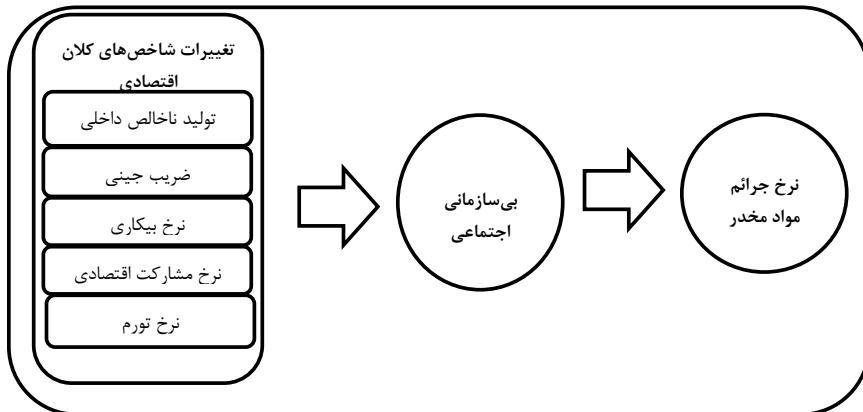 تغییرات شاخص‌های کلان
اقتصادی
تولید ناخالص داخلی
ضریب جینی
نرخ بیکاری
نرخ مشارکت اقتصادی
نرخ تورم
بی‌سازمانی
اجتماعی
نرخ جرائم
مواد مخدر